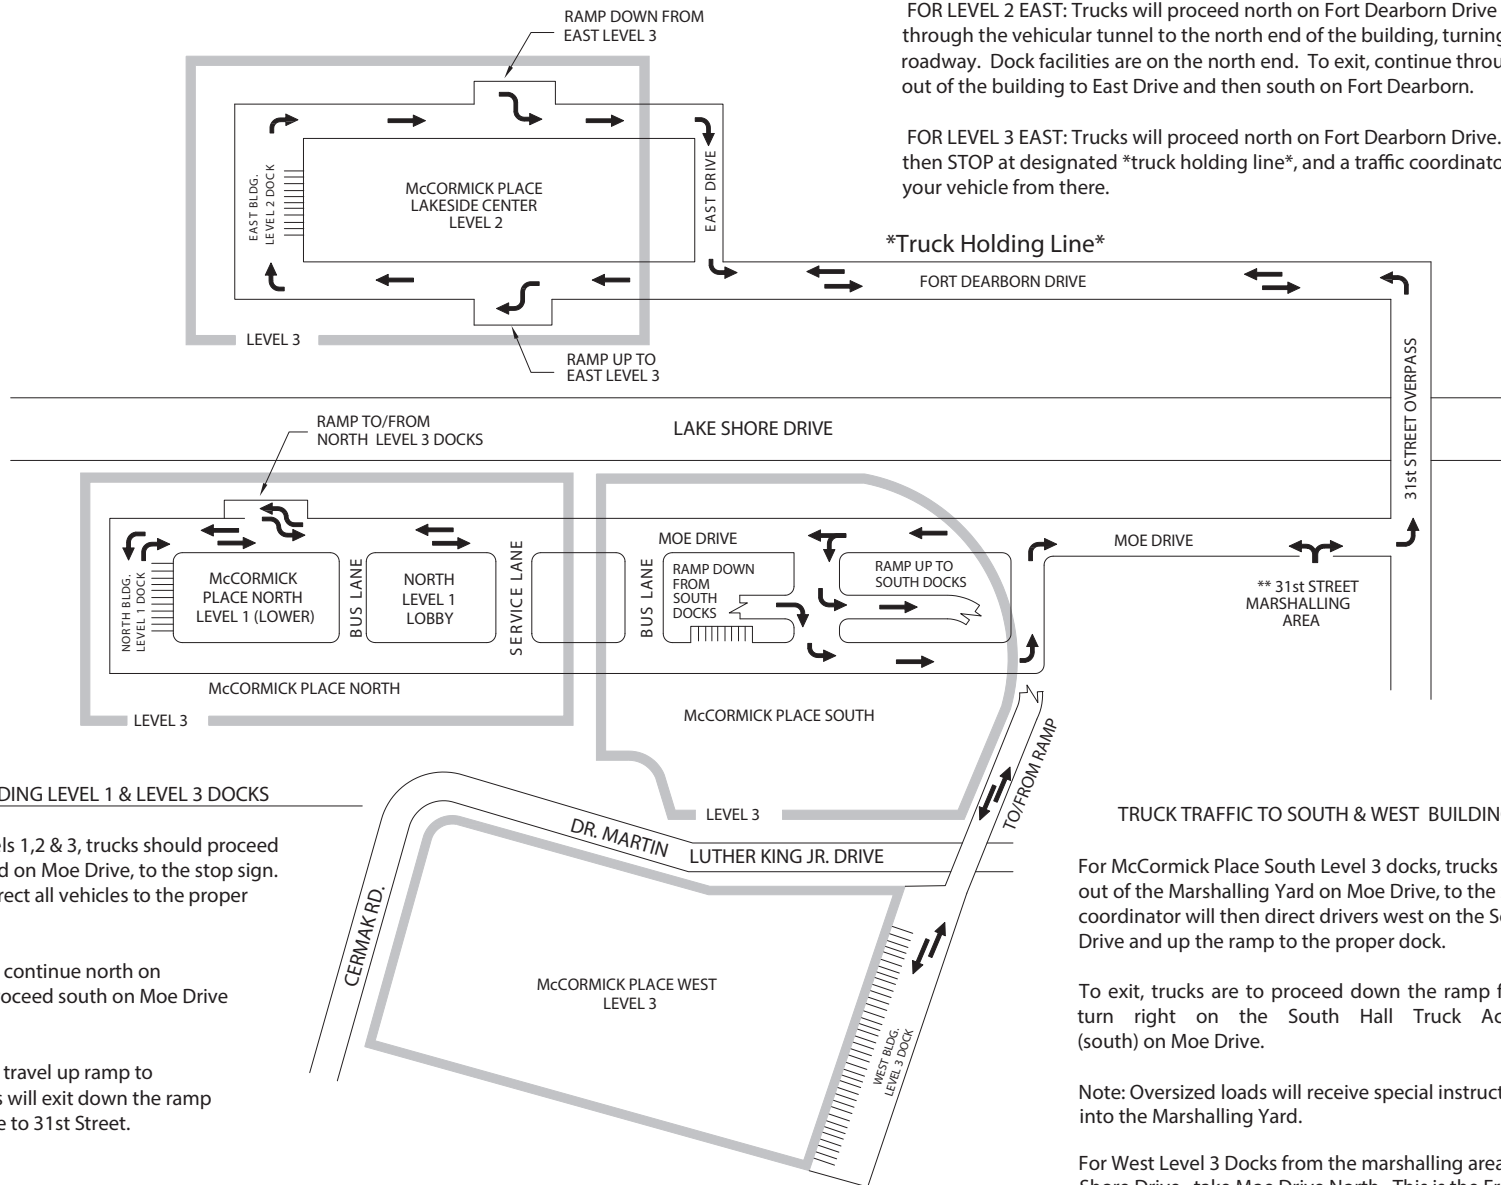 RAMP DOWN FROM
EAST LEVEL 3
FOR LEVEL 2 EAST: Trucks will proceed north on Fort Dearborn Drive
through the vehicular tunnel to the north end of the building, turning
roadway. Dock facilities are on the north end. To exit, continue throu
out of the building to East Drive and then south on Fort Dearborn.
FOR LEVEL 3 EAST: Trucks will proceed north on Fort Dearborn Drive.
then STOP at designated *truck holding line*, and a traffic coordinato
your vehicle from there.
EAST BLDG.
LEVEL 2 DOCK
McCORMICK PLACE
LAKESIDE CENTER
LEVEL 2
EAST DRIVE
*Truck Holding Line*
FORT DEARBORN DRIVE
LEVEL 3
RAMP UP TO
EAST LEVEL 3
31st STREET OVERPASS
RAMP TO/FROM
NORTH LEVEL 3 DOCKS
LAKE SHORE DRIVE
MOE DRIVE
MOE DRIVE
NORTH BLDG.
LEVEL 1 DOCK
McCORMICK
PLACE NORTH
LEVEL 1 (LOWER)
BUS LANE
NORTH
LEVEL 1
LOBBY
SERVICE LANE
BUS LANE
RAMP DOWN
FROM
SOUTH
DOCKS
RAMP UP TO
SOUTH DOCKS
** 31st STREET
MARSHALLING
AREA
McCORMICK PLACE NORTH
LEVEL 3
McCORMICK PLACE SOUTH
LEVEL 3
TO/FROM RAMP
DING LEVEL 1 & LEVEL 3 DOCKS
els 1,2 & 3, trucks should proceed
d on Moe Drive, to the stop sign.
rect all vehicles to the proper
continue north on
roceed south on Moe Drive
travel up ramp to
s will exit down the ramp
e to 31st Street.
DR. MARTIN LUTHER KING JR. DRIVE
CERMAK RD.
McCORMICK PLACE WEST
LEVEL 3
WEST BLDG.
LEVEL 3 DOCK
TRUCK TRAFFIC TO SOUTH & WEST BUILDIN
For McCormick Place South Level 3 docks, trucks
out of the Marshalling Yard on Moe Drive, to the
coordinator will then direct drivers west on the So
Drive and up the ramp to the proper dock.
To exit, trucks are to proceed down the ramp f
turn right on the South Hall Truck Ac
(south) on Moe Drive.
Note: Oversized loads will receive special instruct
into the Marshalling Yard.
For West Level 3 Docks from the marshalling area
Shore Drive, take Moe Drive North. This is the Fr